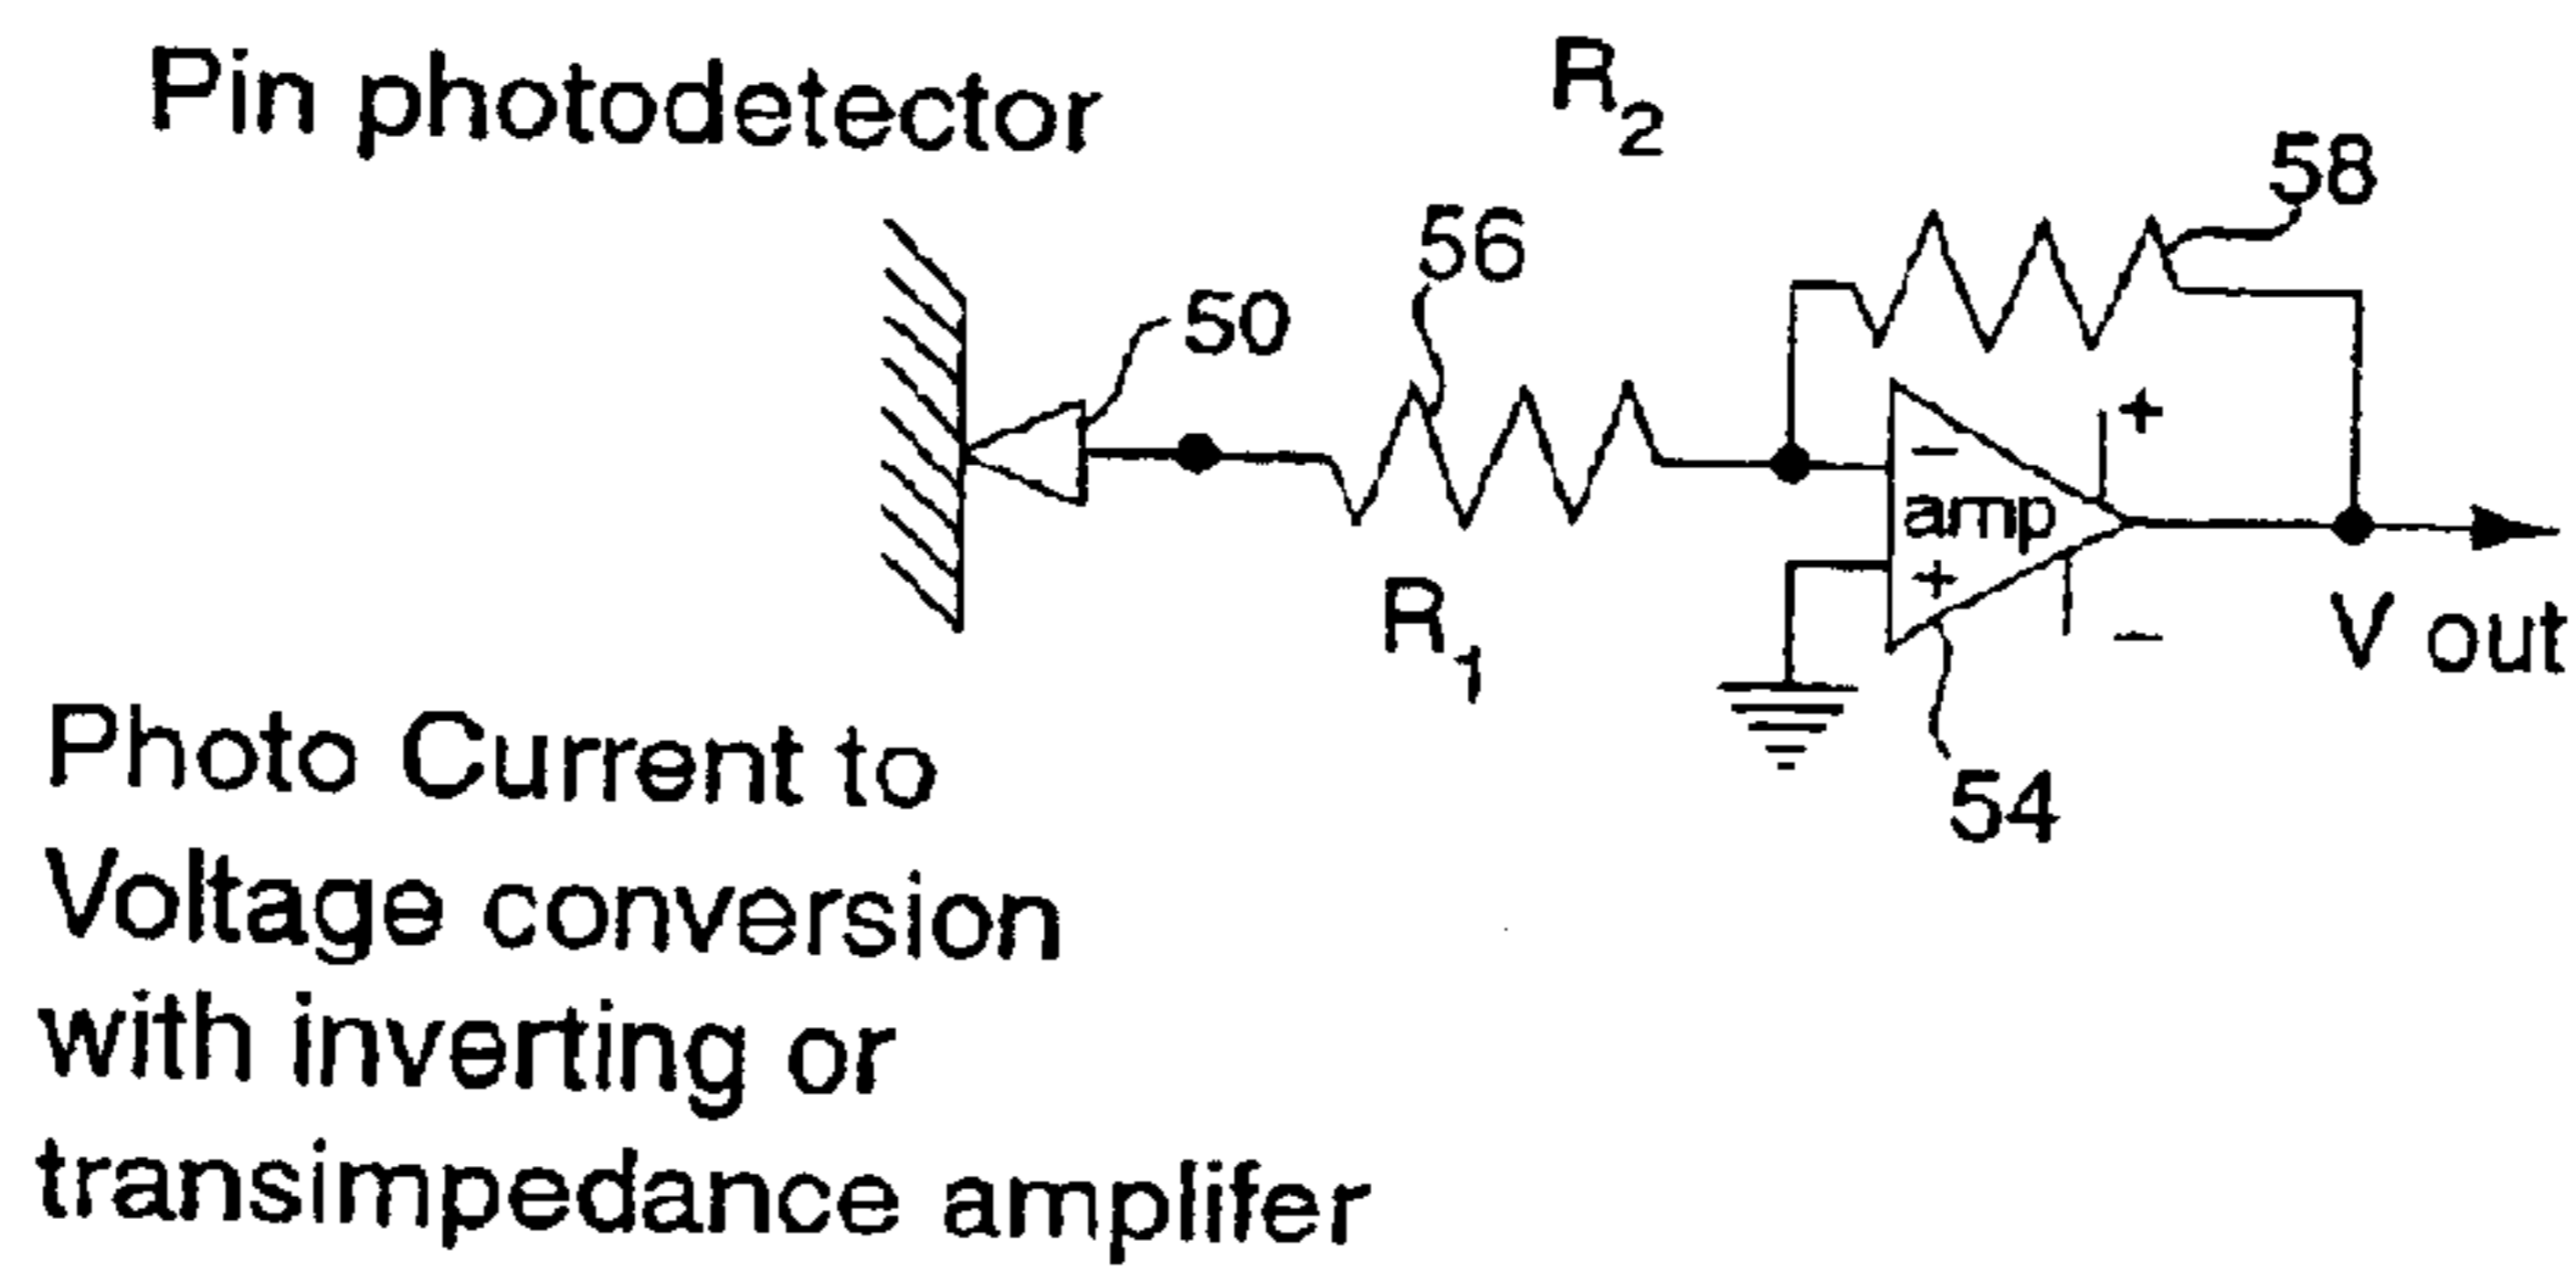 Pin photodetector
R2
58
56
50
+
−
amp
+
R1
−
V out
54
Photo Current to
Voltage conversion
with inverting or
transimpedance amplifer